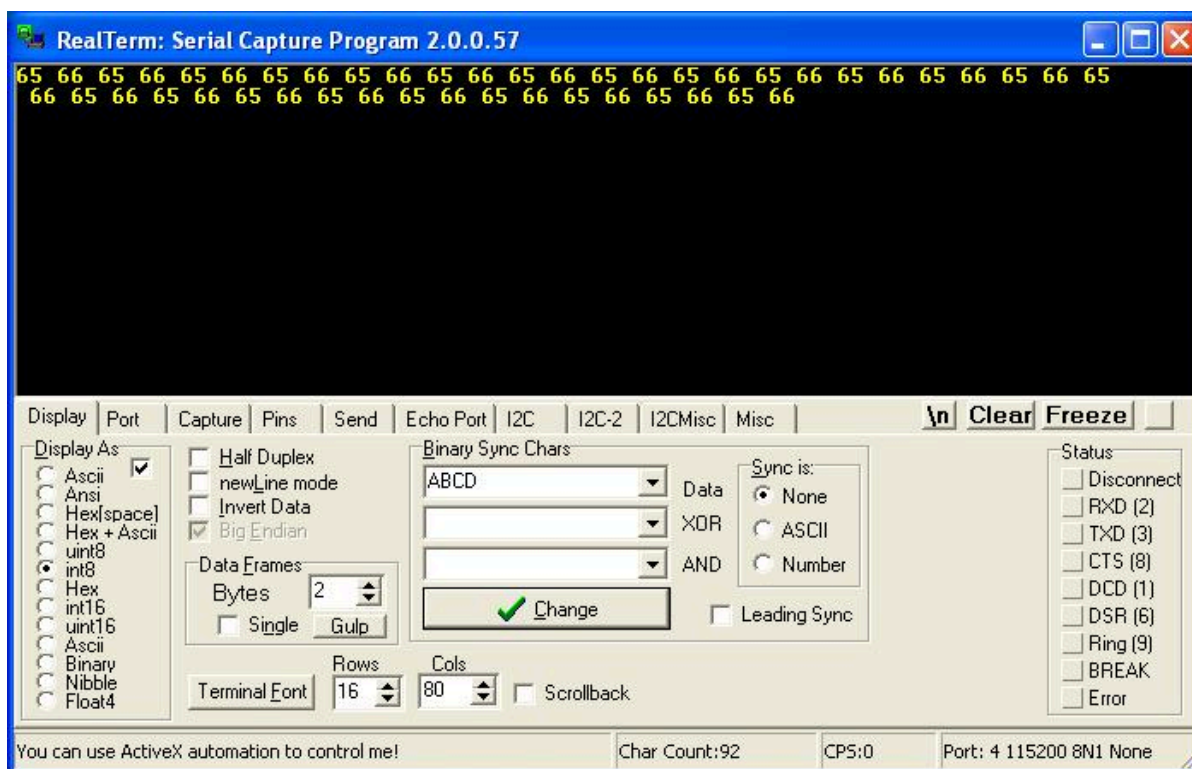 RealTerm: Serial Capture Program 2.0.0.57
65 66 65 66 65 66 65 66 65 66 65 66 65 66 65 66 65 66 65 66 65 66 65 66 65 66 65
66 65 66 65 66 65 66 65 66 65 66 65 66 65 66 65 66 65 66
Display Port Capture Pins Send Echo Port I2C I2C-2 I2CMisc Misc \n Clear Freeze
Display As
Ascii
Ansi
Hex[space]
Hex + Ascii
uint8
int8
Hex
int16
uint16
Ascii
Binary
Nibble
Float4
Half Duplex
newLine mode
Invert Data
Big Endian
Data Frames
Bytes 2
Single Gulp
Terminal Font
Rows
16
Cols
80
Scrollback
Binary Sync Chars
ABCD Data
XOR
AND
Change
Sync is:
None
ASCII
Number
Leading Sync
Status
Disconnect
RXD (2)
TXD (3)
CTS (8)
DCD (1)
DSR (6)
Ring (9)
BREAK
Error
You can use ActiveX automation to control me! Char Count:92 CPS:0 Port: 4 115200 8N1 None